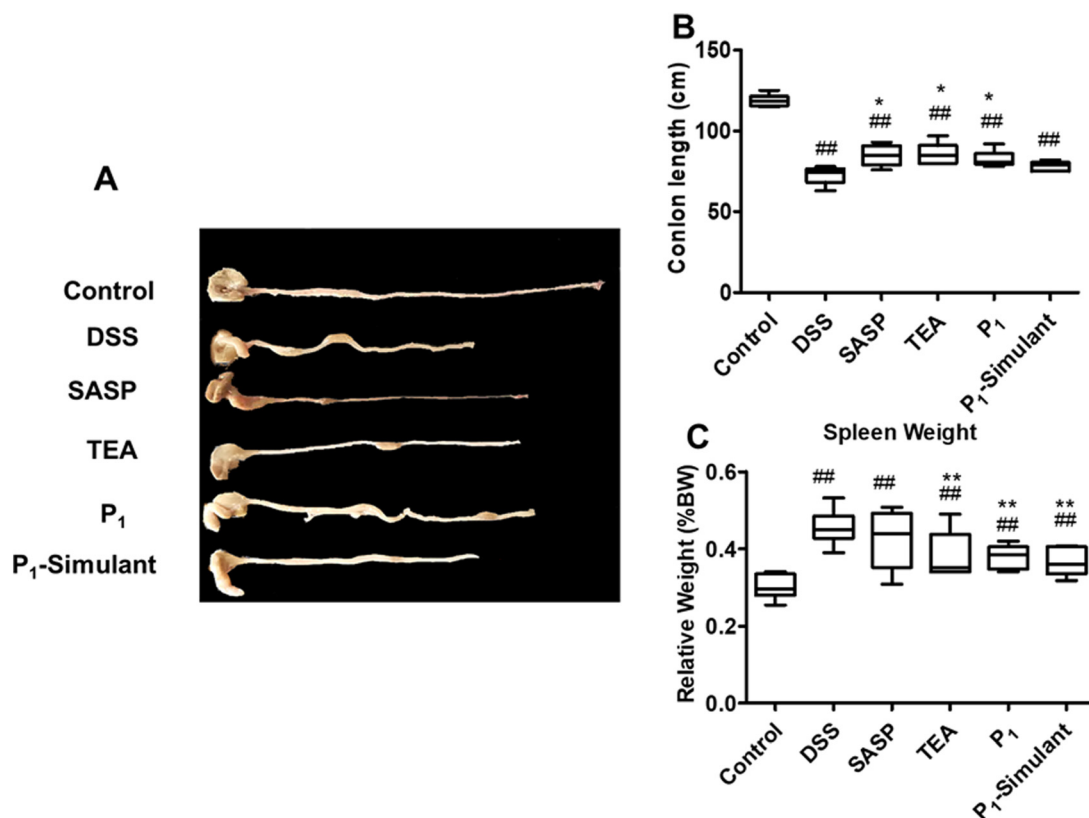 A
Control
DSS
SASP
TEA
P₁
P₁-Simulant
B
Conlon length (cm)
150
100
50
0
*
*
*
##
##
##
##
##
Control
DSS
SASP
TEA
P₁
P₁-Simulant
C
Spleen Weight
Relative Weight (%BW)
0.6
0.4
0.2
0.0
**
**
**
##
##
##
##
##
Control
DSS
SASP
TEA
P₁
P₁-Simulant